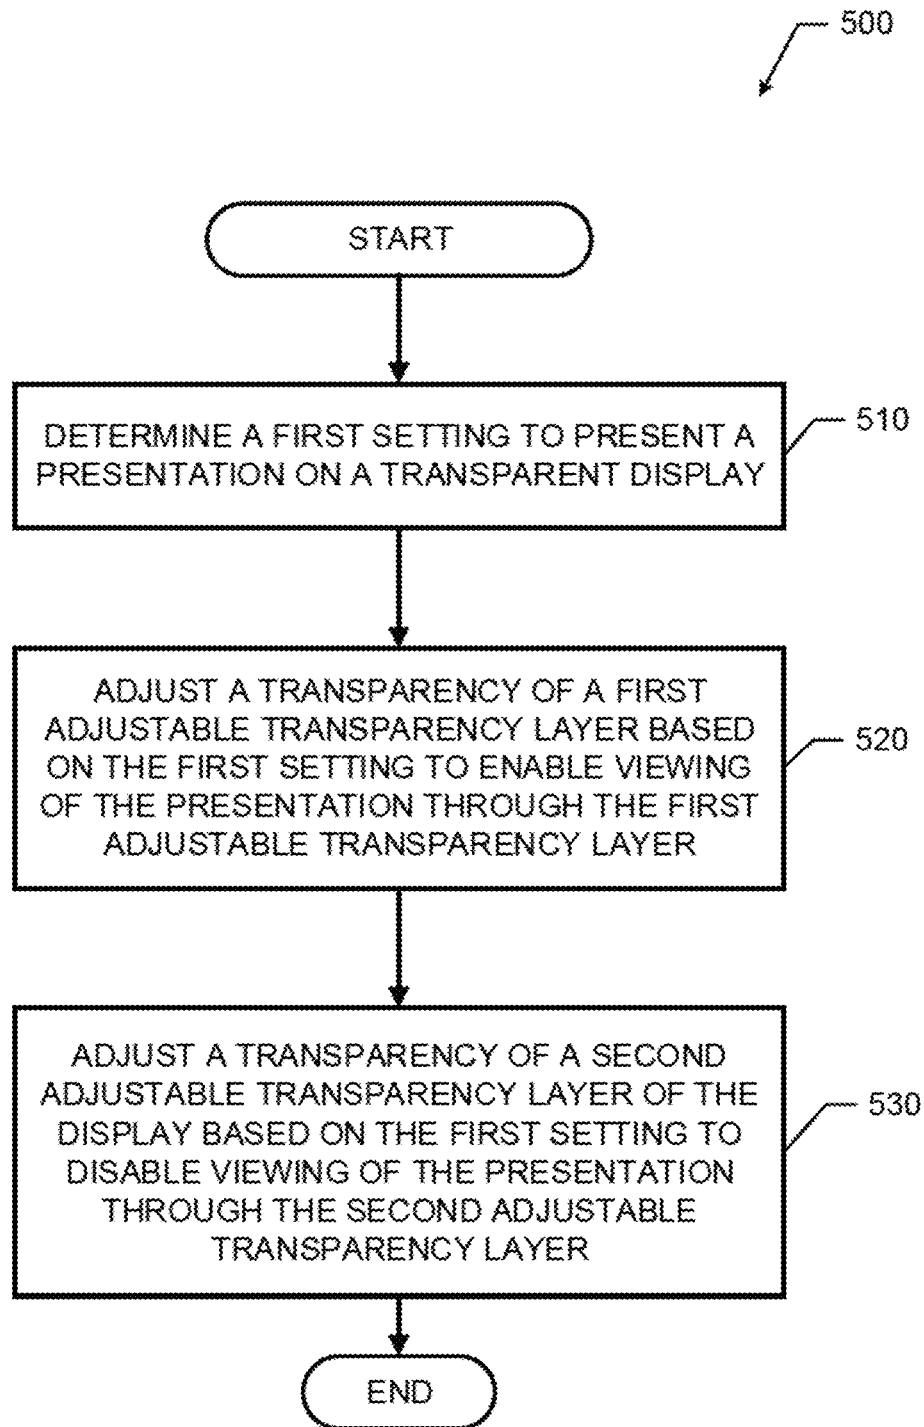 500
START
DETERMINE A FIRST SETTING TO PRESENT A
PRESENTATION ON A TRANSPARENT DISPLAY
510
ADJUST A TRANSPARENCY OF A FIRST
ADJUSTABLE TRANSPARENCY LAYER BASED
ON THE FIRST SETTING TO ENABLE VIEWING
OF THE PRESENTATION THROUGH THE FIRST
ADJUSTABLE TRANSPARENCY LAYER
520
ADJUST A TRANSPARENCY OF A SECOND
ADJUSTABLE TRANSPARENCY LAYER OF THE
DISPLAY BASED ON THE FIRST SETTING TO
DISABLE VIEWING OF THE PRESENTATION
THROUGH THE SECOND ADJUSTABLE
TRANSPARENCY LAYER
530
END